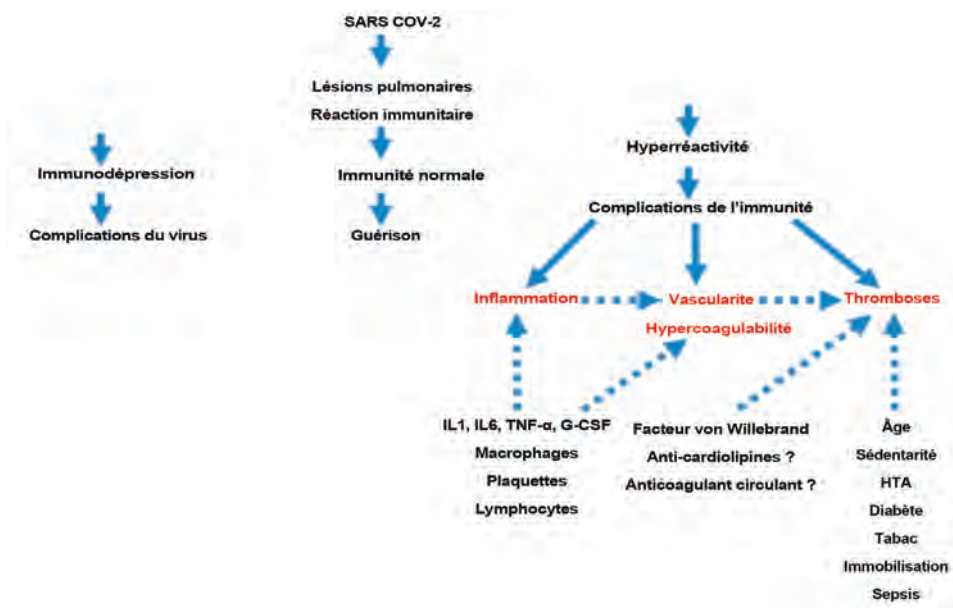 SARS COV-2
Lésions pulmonaires
Réaction immunitaire
Immunodépression
Complications du virus
Immunité normale
Guérison
Hyperréactivité
Complications de l'immunité
Inflammation
Vascularite
Hypercoagulabilité
Thromboses
IL1, IL6, TNF-α, G-CSF
Macrophages
Plaquettes
Lymphocytes
Facteur von Willebrand
Anti-cardiolipines ?
Anticoagulant circulant ?
Âge
Sédentarité
HTA
Diabète
Tabac
Immobilisation
Sepsis